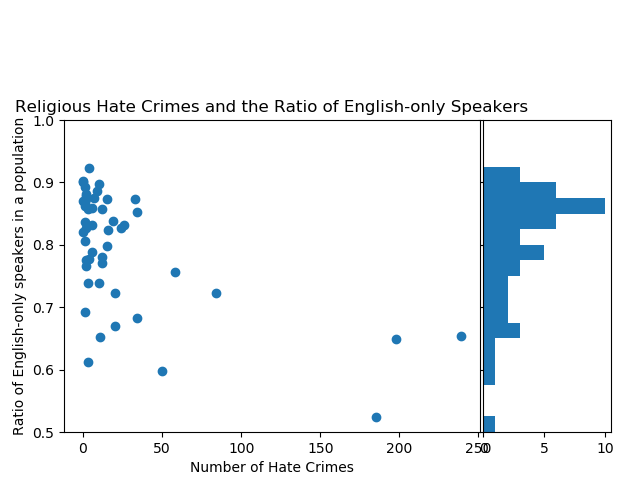 Religious Hate Crimes and the Ratio of English-only Speakers
Ratio of English-only speakers in a population
1.0
0.9
0.8
0.7
0.6
0.5
0 50 100 150 200 250
0 5 10
Number of Hate Crimes